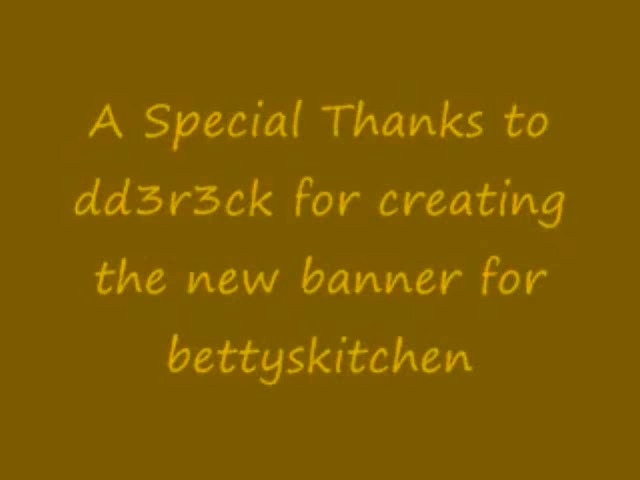 A Special Thanks to
dd3r3ck for creating
the new banner for
bettyskitchen